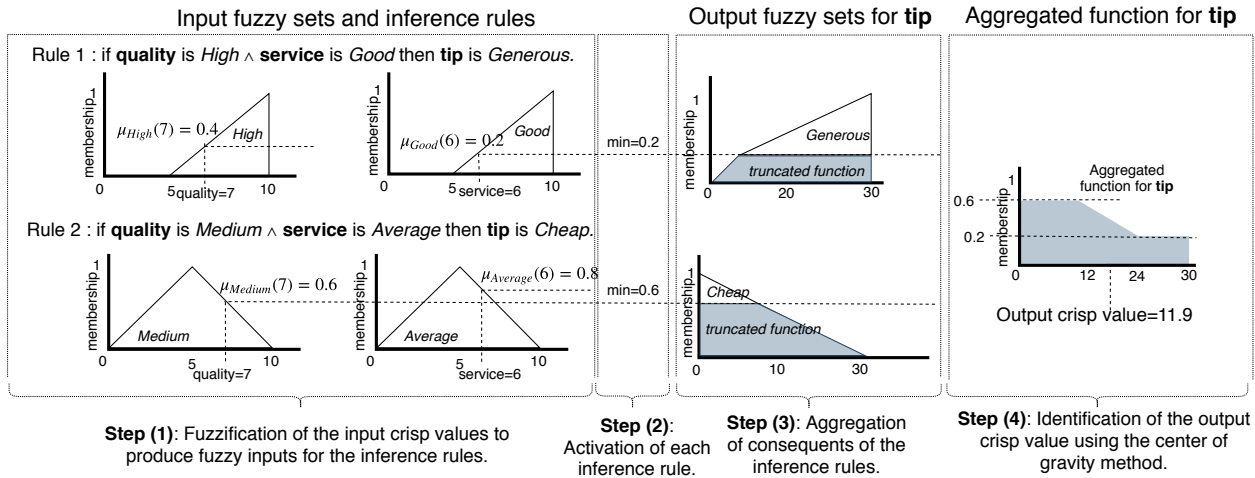 Input fuzzy sets and inference rules
Output fuzzy sets for tip
Aggregated function for tip
Rule 1 : if quality is High ∧ service is Good then tip is Generous.
membership
1
μHigh(7) = 0.4
High
0
5
quality=7
10
membership
1
μGood(6) = 0.2
Good
0
5
service=6
10
min=0.2
membership
1
Generous
truncated function
0
20
30
Rule 2 : if quality is Medium ∧ service is Average then tip is Cheap.
membership
1
μMedium(7) = 0.6
Medium
0
5
quality=7
10
membership
1
μAverage(6) = 0.8
Average
0
5
service=6
10
min=0.6
membership
1
Cheap
truncated function
0
10
30
membership
1
Aggregated
function for tip
0.6
0.2
0
12
24
30
Output crisp value=11.9
Step (1): Fuzzification of the input crisp values to
produce fuzzy inputs for the inference rules.
Step (2):
Activation of each
inference rule.
Step (3): Aggregation
of consequents of the
inference rules.
Step (4): Identification of the output
crisp value using the center of
gravity method.